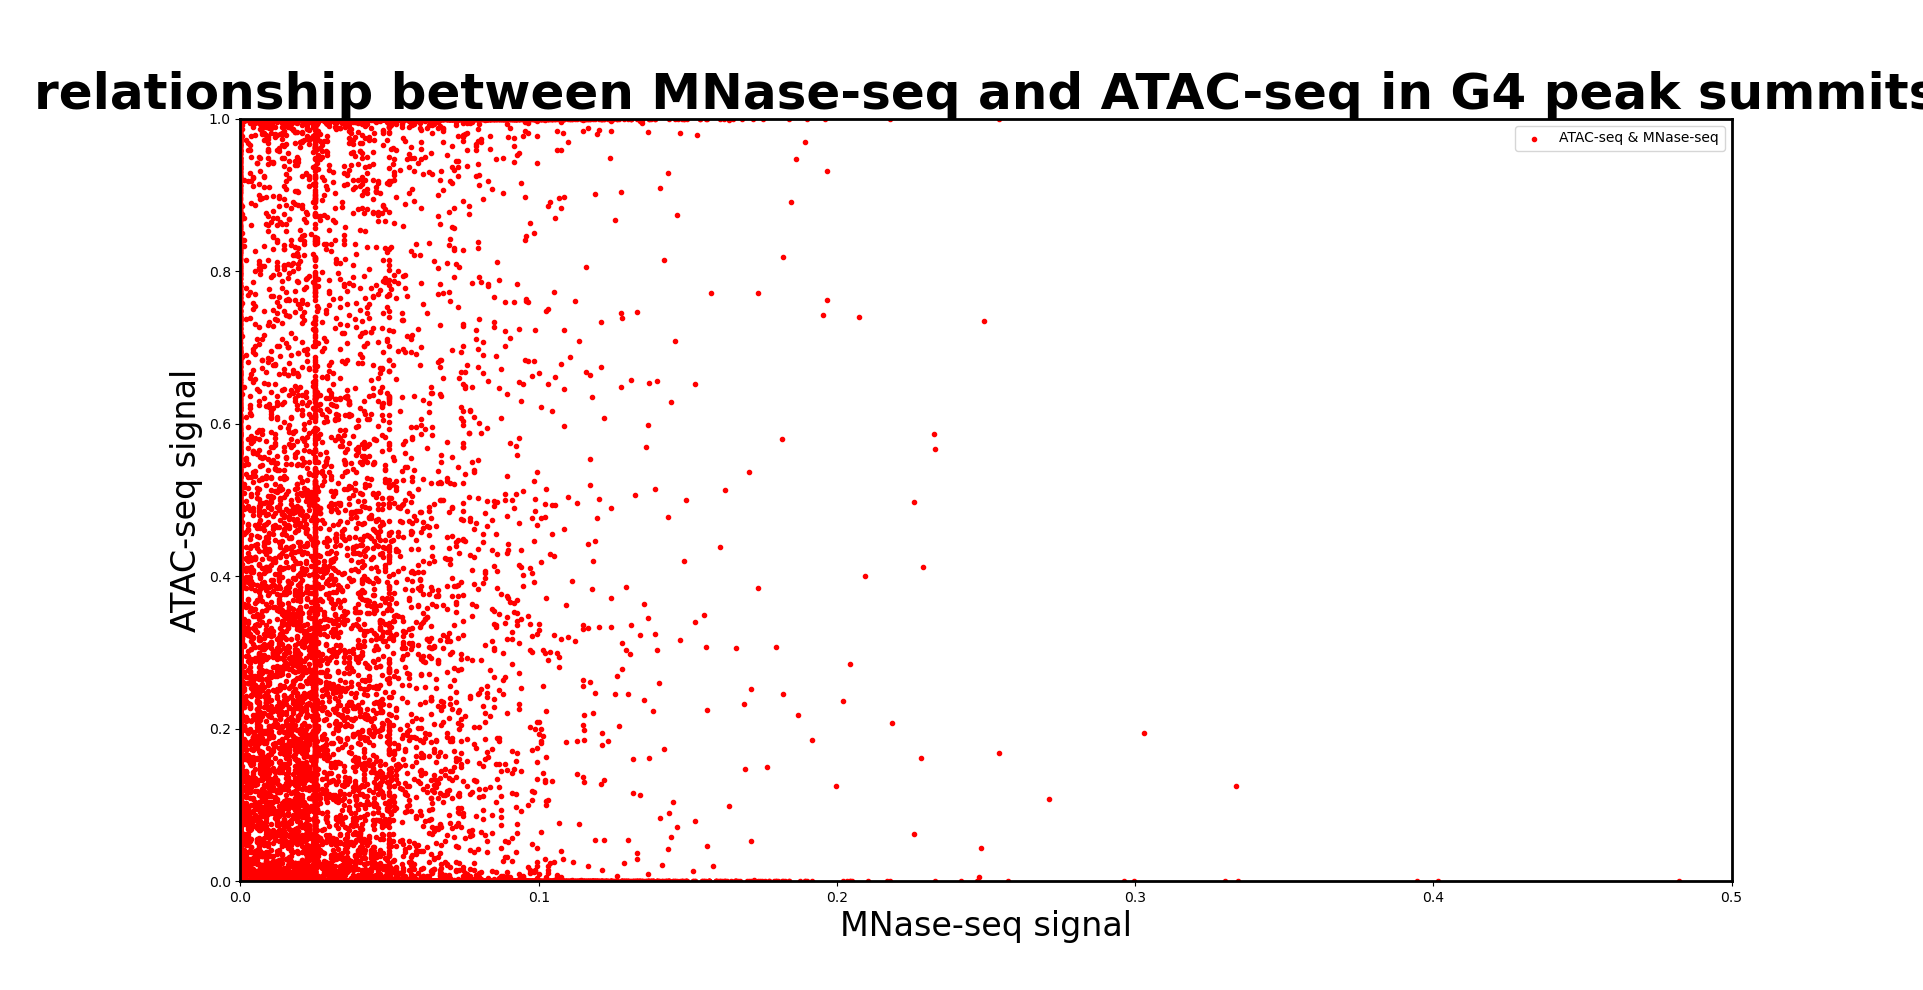 relationship between MNase-seq and ATAC-seq in G4 peak summits
ATAC-seq & MNase-seq
1.0
0.8
0.6
0.4
0.2
0.0
ATAC-seq signal
0.0 0.1 0.2 0.3 0.4 0.5
MNase-seq signal